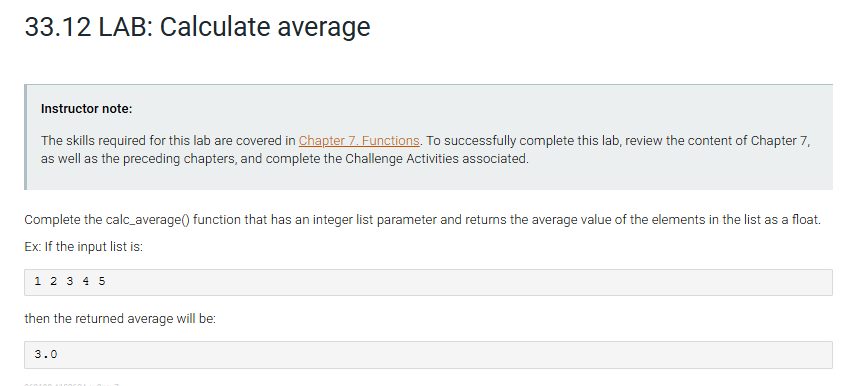 33.12 LAB: Calculate average
Instructor note:
The skills required for this lab are covered in Chapter 7. Functions. To successfully complete this lab, review the content of Chapter 7,
as well as the preceding chapters, and complete the Challenge Activities associated.
Complete the calc_average() function that has an integer list parameter and returns the average value of the elements in the list as a float.
Ex: If the input list is:
1 2 3 4 5
then the returned average will be:
3.0